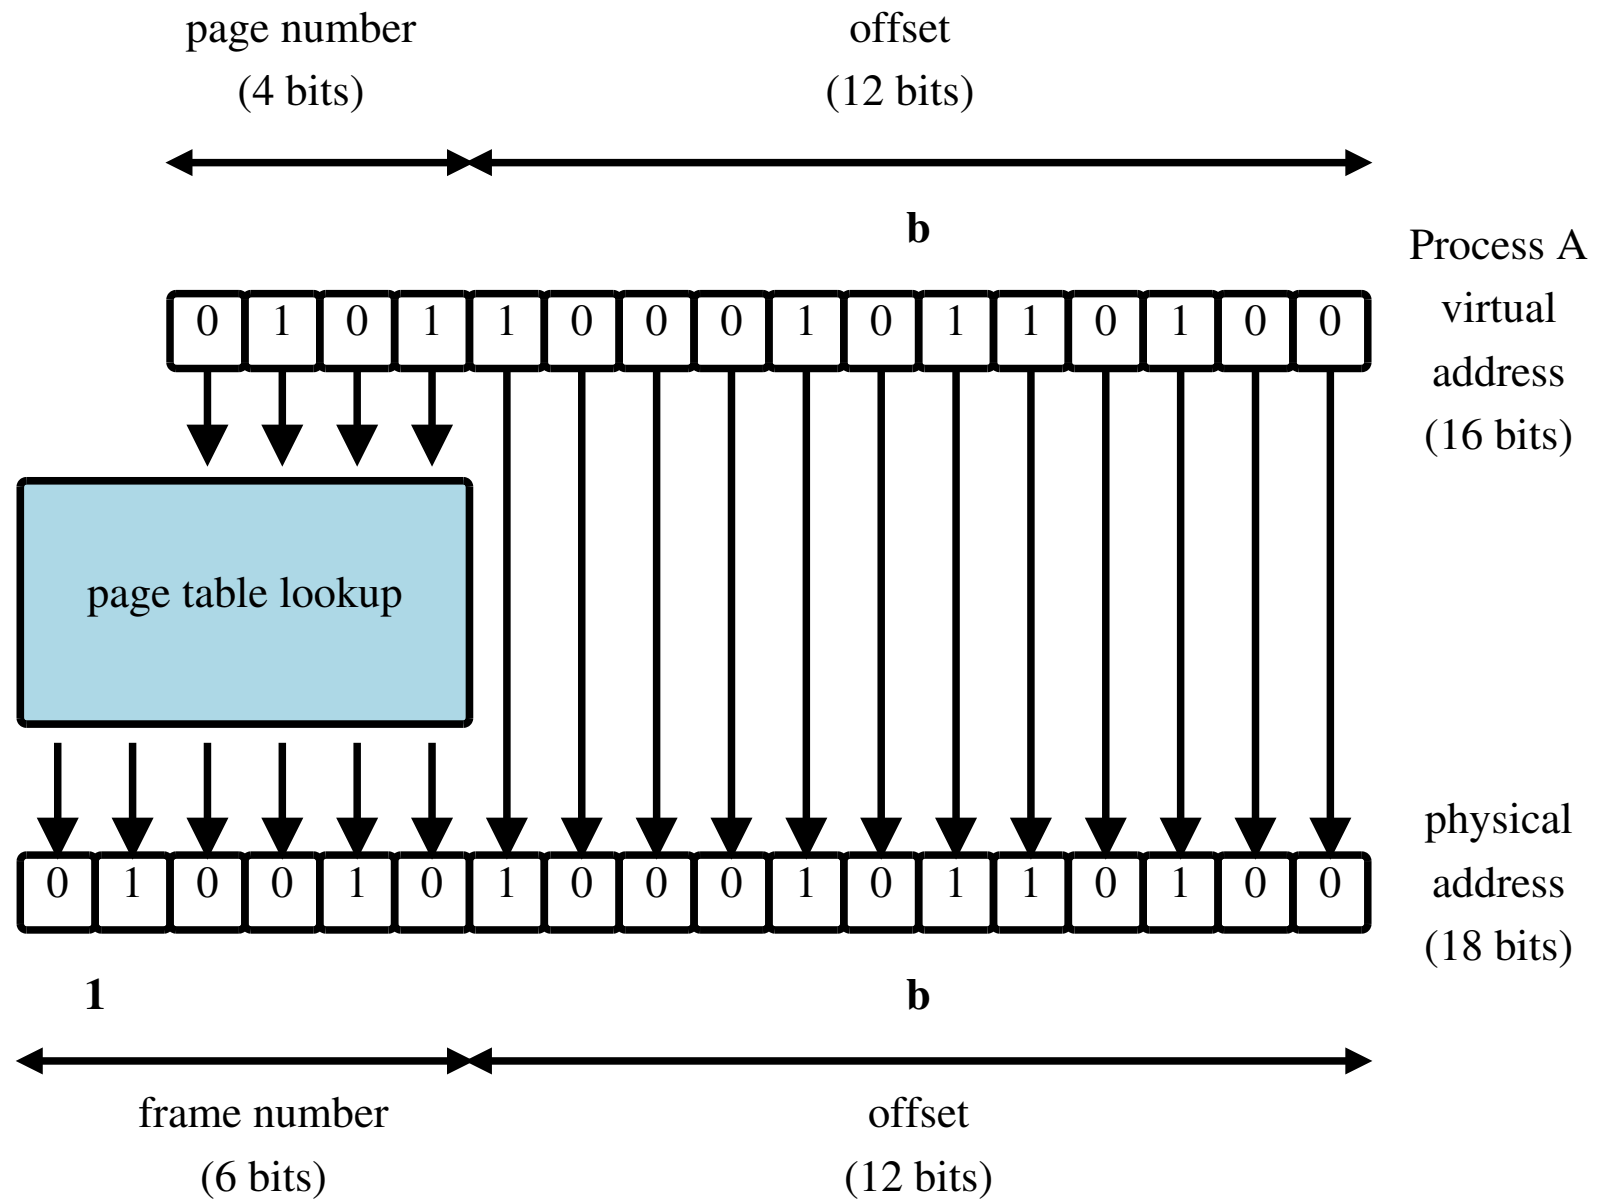 page number
(4 bits)
offset
(12 bits)
b
0 1 0 1 1 0 0 0 1 0 1 1 0 1 0 0
Process A
virtual
address
(16 bits)
page table lookup
0 1 0 0 1 0 1 0 0 0 1 0 1 1 0 1 0 0
physical
address
(18 bits)
1
b
frame number
(6 bits)
offset
(12 bits)